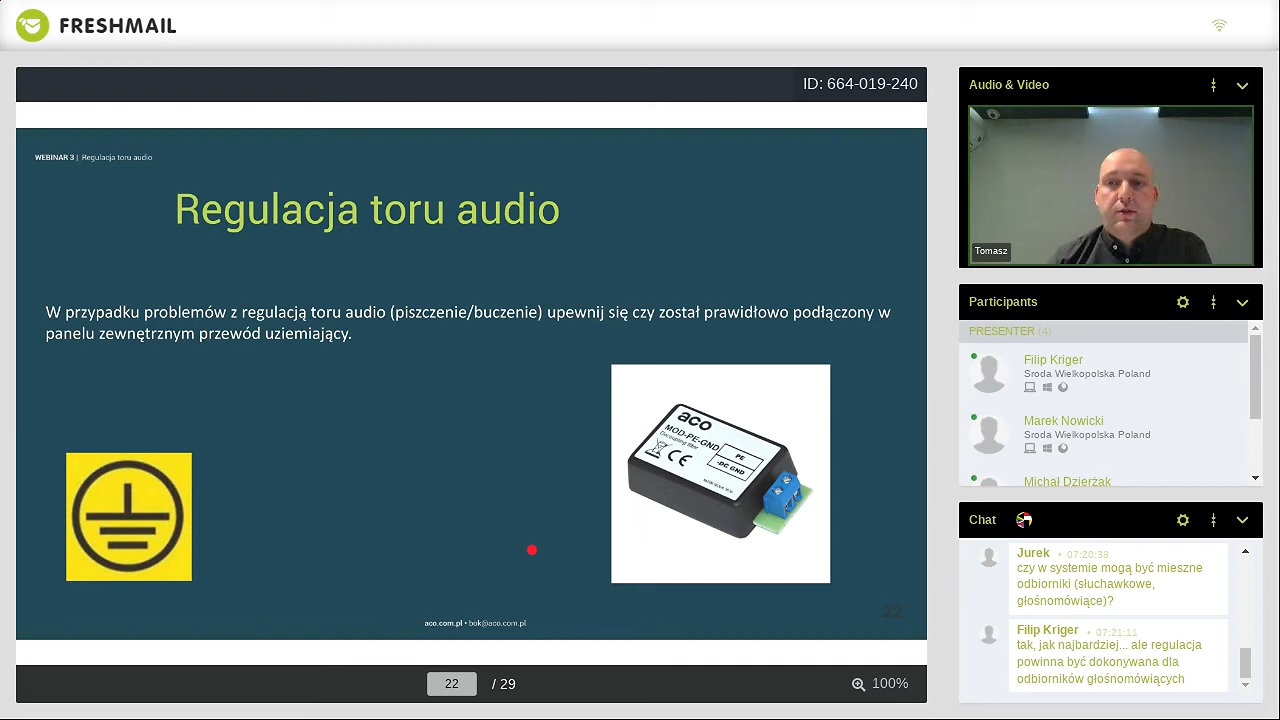 FRESHMAIL
ID: 664-019-240
WEBINAR 3 | Regulacja toru audio
Regulacja toru audio
W przypadku problemów z regulacją toru audio (piszczenie/buczenie) upewnij się czy został prawidłowo podłączony w
panelu zewnętrznym przewód uziemiający.
aco
MOD-PE-GND
Decoupling filter
CE
PE
-DC GND
22
aco.com.pl • bok@aco.com.pl
22 / 29
100%
Audio & Video
Tomasz
Participants
PRESENTER (4)
Filip Kriger
Sroda Wielkopolska Poland
Marek Nowicki
Sroda Wielkopolska Poland
Michał Dzierżak
Chat
Jurek • 07:20:38
czy w systemie mogą być mieszne
odbiorniki (słuchawkowe,
głośnomówiące)?
Filip Kriger • 07:21:11
tak, jak najbardziej... ale regulacja
powinna być dokonywana dla
odbiorników głośnomówiących